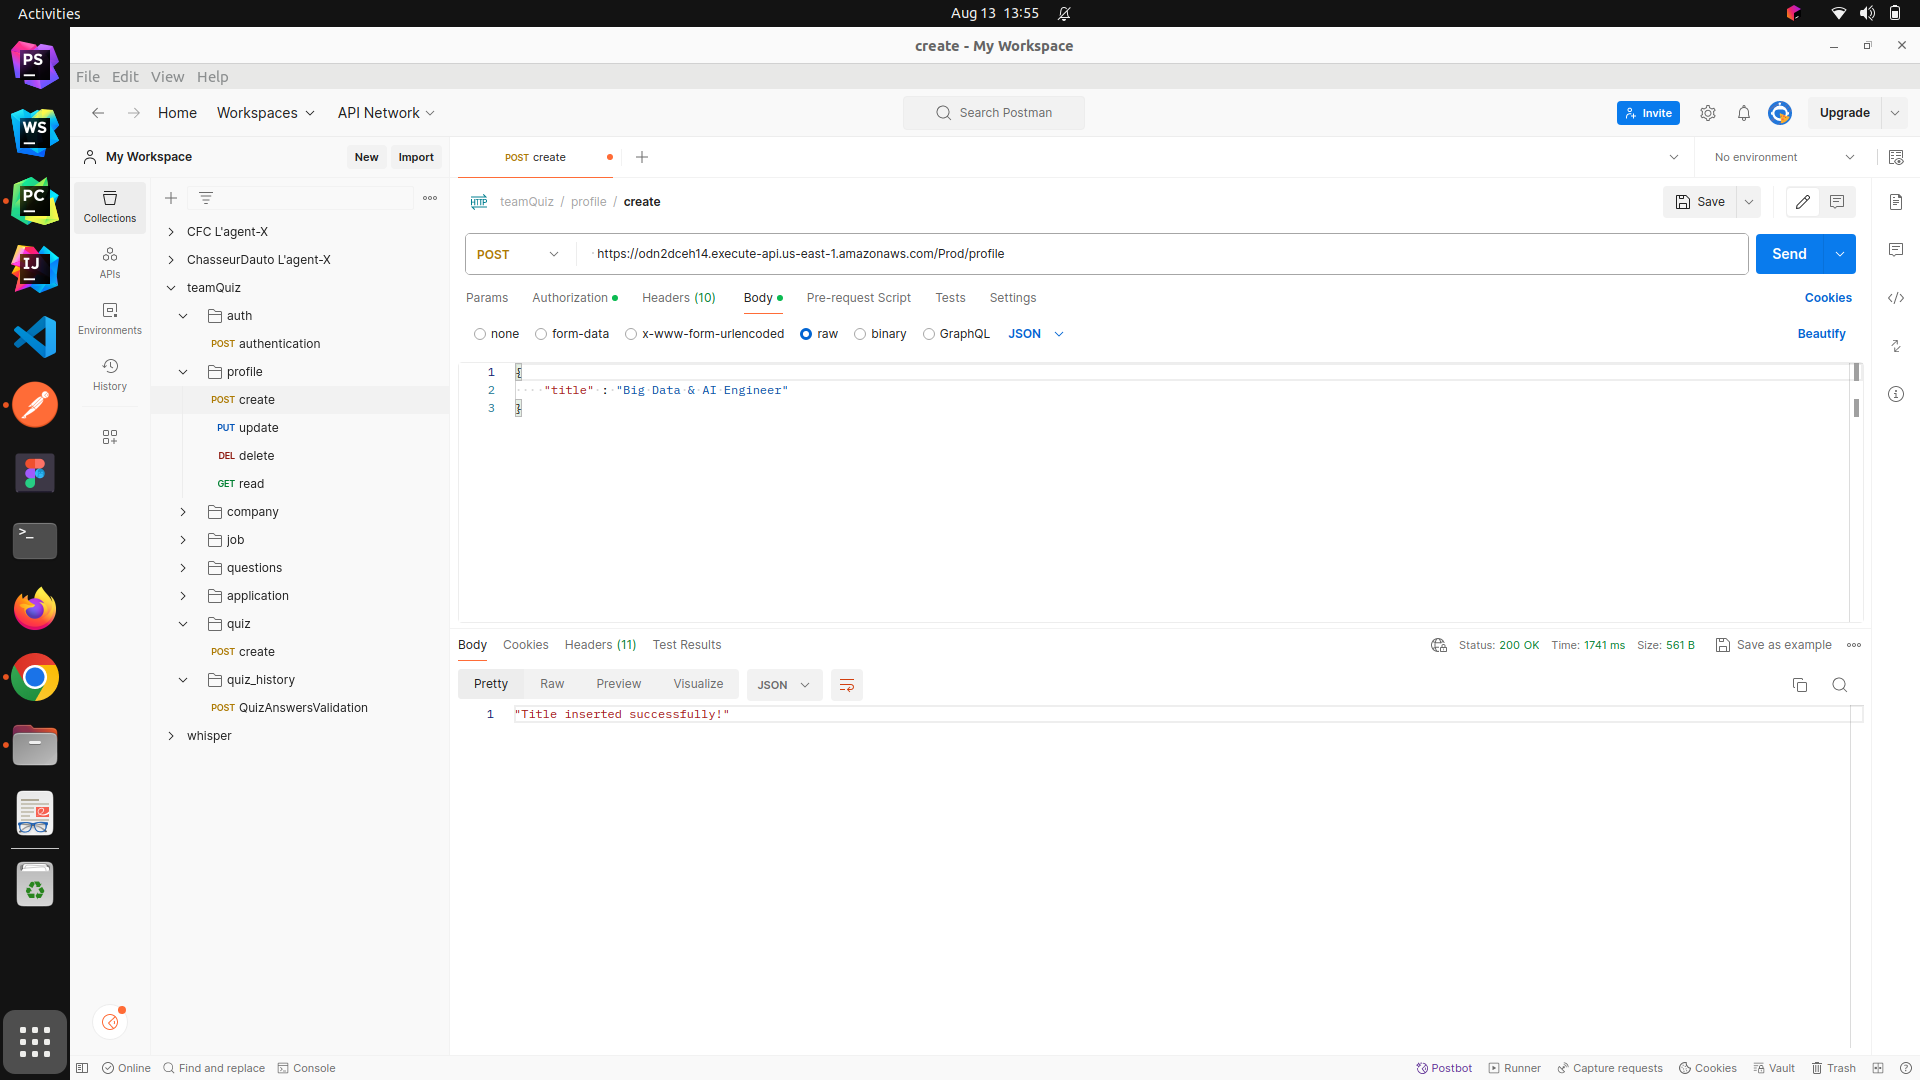 Activities
Aug 13 13:55
create - My Workspace
File Edit View Help
Home Workspaces API Network
Search Postman
Invite
Upgrade
My Workspace
New Import
POST create
No environment
Collections
APIs
Environments
History
CFC L'agent-X
ChasseurDauto L'agent-X
teamQuiz
auth
POST authentication
profile
POST create
PUT update
DEL delete
GET read
company
job
questions
application
quiz
POST create
quiz_history
POST QuizAnswersValidation
whisper
HTTP teamQuiz / profile / create
Save
POST https://odn2dceh14.execute-api.us-east-1.amazonaws.com/Prod/profile
Send
Params Authorization Headers (10) Body Pre-request Script Tests Settings Cookies
none form-data x-www-form-urlencoded raw binary GraphQL JSON Beautify
1 {
2 "title" : "Big Data & AI Engineer"
3 }
Body Cookies Headers (11) Test Results
Status: 200 OK Time: 1741 ms Size: 561 B Save as example
Pretty Raw Preview Visualize JSON
1 "Title inserted successfully!"
Online Find and replace Console
Postbot Runner Capture requests Cookies Vault Trash
PS
WS
PC
IJ